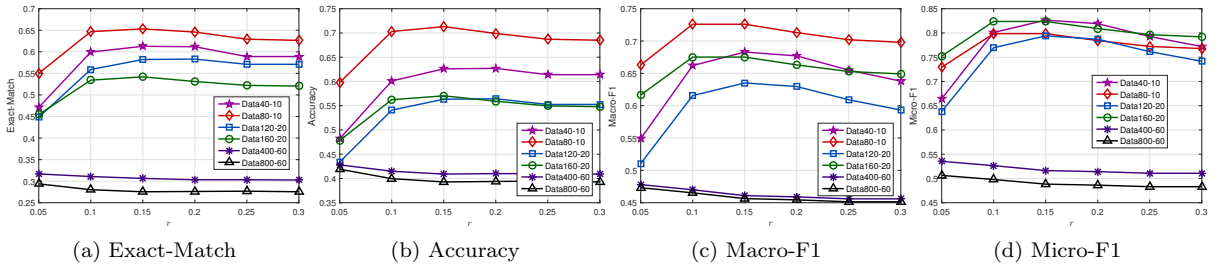 Exact-Match
0.7
0.65
0.6
0.55
0.5
0.45
0.4
0.35
0.3
0.25
0.05 0.1 0.15 0.2 0.25 0.3
r
Data40-10
Data80-10
Data120-20
Data160-20
Data400-60
Data800-60
(a) Exact-Match
Accuracy
0.75
0.7
0.65
0.6
0.55
0.5
0.45
0.4
0.35
0.05 0.1 0.15 0.2 0.25 0.3
r
Data40-10
Data80-10
Data120-20
Data160-20
Data400-60
Data800-60
(b) Accuracy
Macro-F1
0.75
0.7
0.65
0.6
0.55
0.5
0.45
0.05 0.1 0.15 0.2 0.25 0.3
r
Data40-10
Data80-10
Data120-20
Data160-20
Data400-60
Data800-60
(c) Macro-F1
Micro-F1
0.85
0.8
0.75
0.7
0.65
0.6
0.55
0.5
0.45
0.05 0.1 0.15 0.2 0.25 0.3
r
Data40-10
Data80-10
Data120-20
Data160-20
Data400-60
Data800-60
(d) Micro-F1